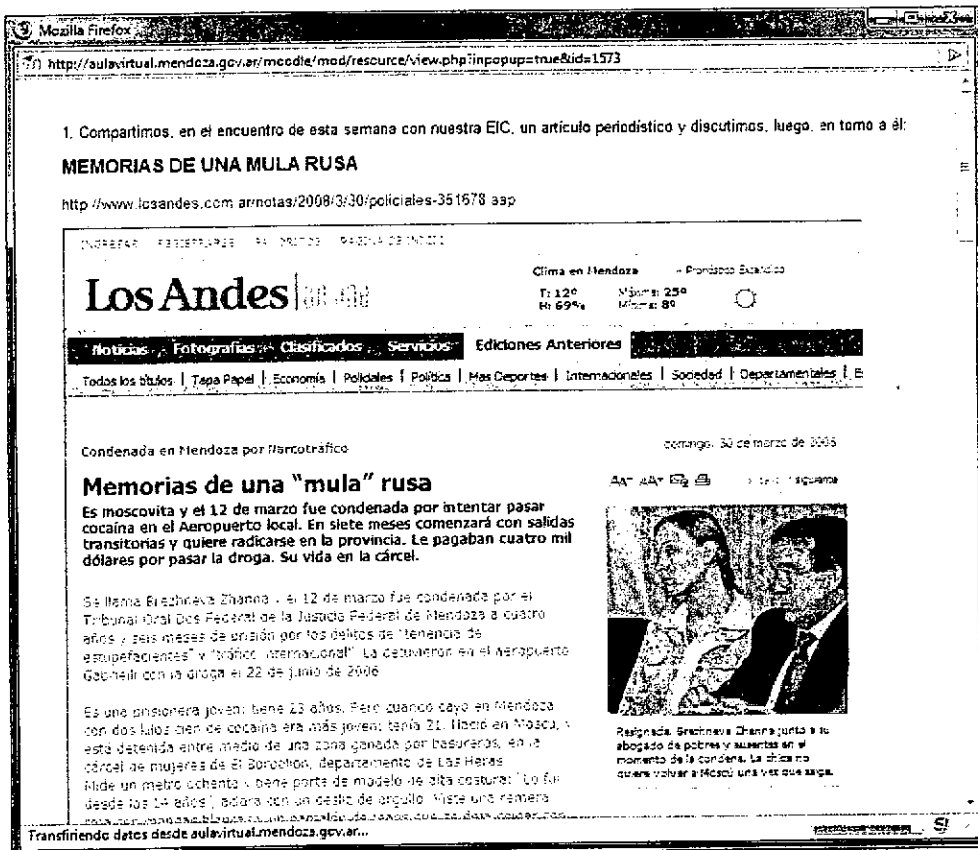 Mozilla Firefox
http://aulavirtual.mendoza.gov.ar/moodle/mod/resource/view.php?inpopup=true&id=1573
1. Compartimos, en el encuentro de esta semana con nuestra EIC, un artículo periodístico y discutimos, luego, en torno a él:
MEMORIAS DE UNA MULA RUSA
http://www.losandes.com.ar/notas/2008/3/30/policiales-351678.asp
Los Andes
Clima en Mendoza
T: 12º Máxima: 25º
H: 69% Mínima: 8º
Noticias Fotografías Clasificados Servicios Ediciones Anteriores
Todos los títulos | Tapa Papel | Economía | Policiales | Política | Mas Deportes | Internacionales | Sociedad | Departamentales | E
Condenada en Mendoza por Narcotráfico
domingo, 30 de marzo de
Memorias de una “mula” rusa
Es moscovita y el 12 de marzo fue condenada por intentar pasar
cocaína en el Aeropuerto local. En siete meses comenzará con salidas
transitorias y quiere radicarse en la provincia. Le pagaban cuatro mil
dólares por pasar la droga. Su vida en la cárcel.
Se llama Brezhneva Zhanna y el 12 de marzo fue condenada por el
Tribunal Oral Dos Federal de la Justicia Federal de Mendoza a cuatro
años y seis meses de prisión por los delitos de “tenencia de
estupefacientes” y “tráfico internacional”. La detuvieron en el aeropuerto
Gabrielli con la droga el 22 de junio de 2006
Es una prisionera joven: tiene 23 años. Pero cuando cayó en Mendoza
con dos kilos cien de cocaína era más joven: tenía 21. Nació en Moscú, y
está detenida entre medio de una zona ganada por basureros, en la
cárcel de mujeres de El Borbollón, departamento de Las Heras
Mide un metro ochenta y tiene porte de modelo de alta costura: "Lo fui
desde los 14 años", aclara con un dejo de orgullo. Viste una remera
Resignada. Brezhneva Zhanna junto a su
abogado de pobres y ausentes en el
momento de la condena. La chica no
quiere volver a Moscú una vez que salga.
Transfiriendo datos desde aulavirtual.mendoza.gov.ar...